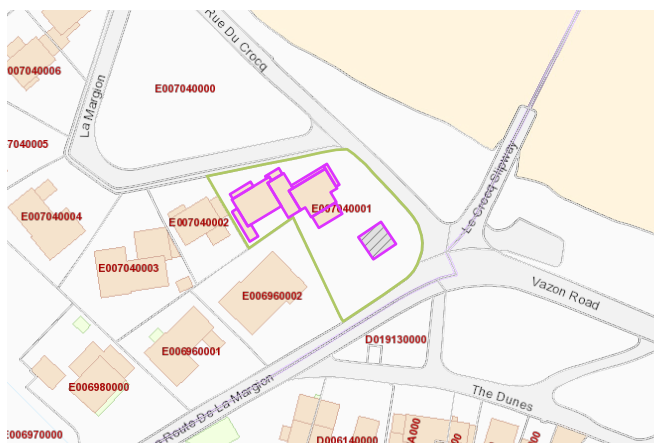 Rue Du Crocq
E007040006
E007040000
La Margion
7040005
Le Crocq Slipway
E007040004
E007040002
E007040001
E007040003
Vazon Road
E006960002
D019130000
E006960001
E006980000
Route De La Margion
The Dunes
E006970000
D006140000